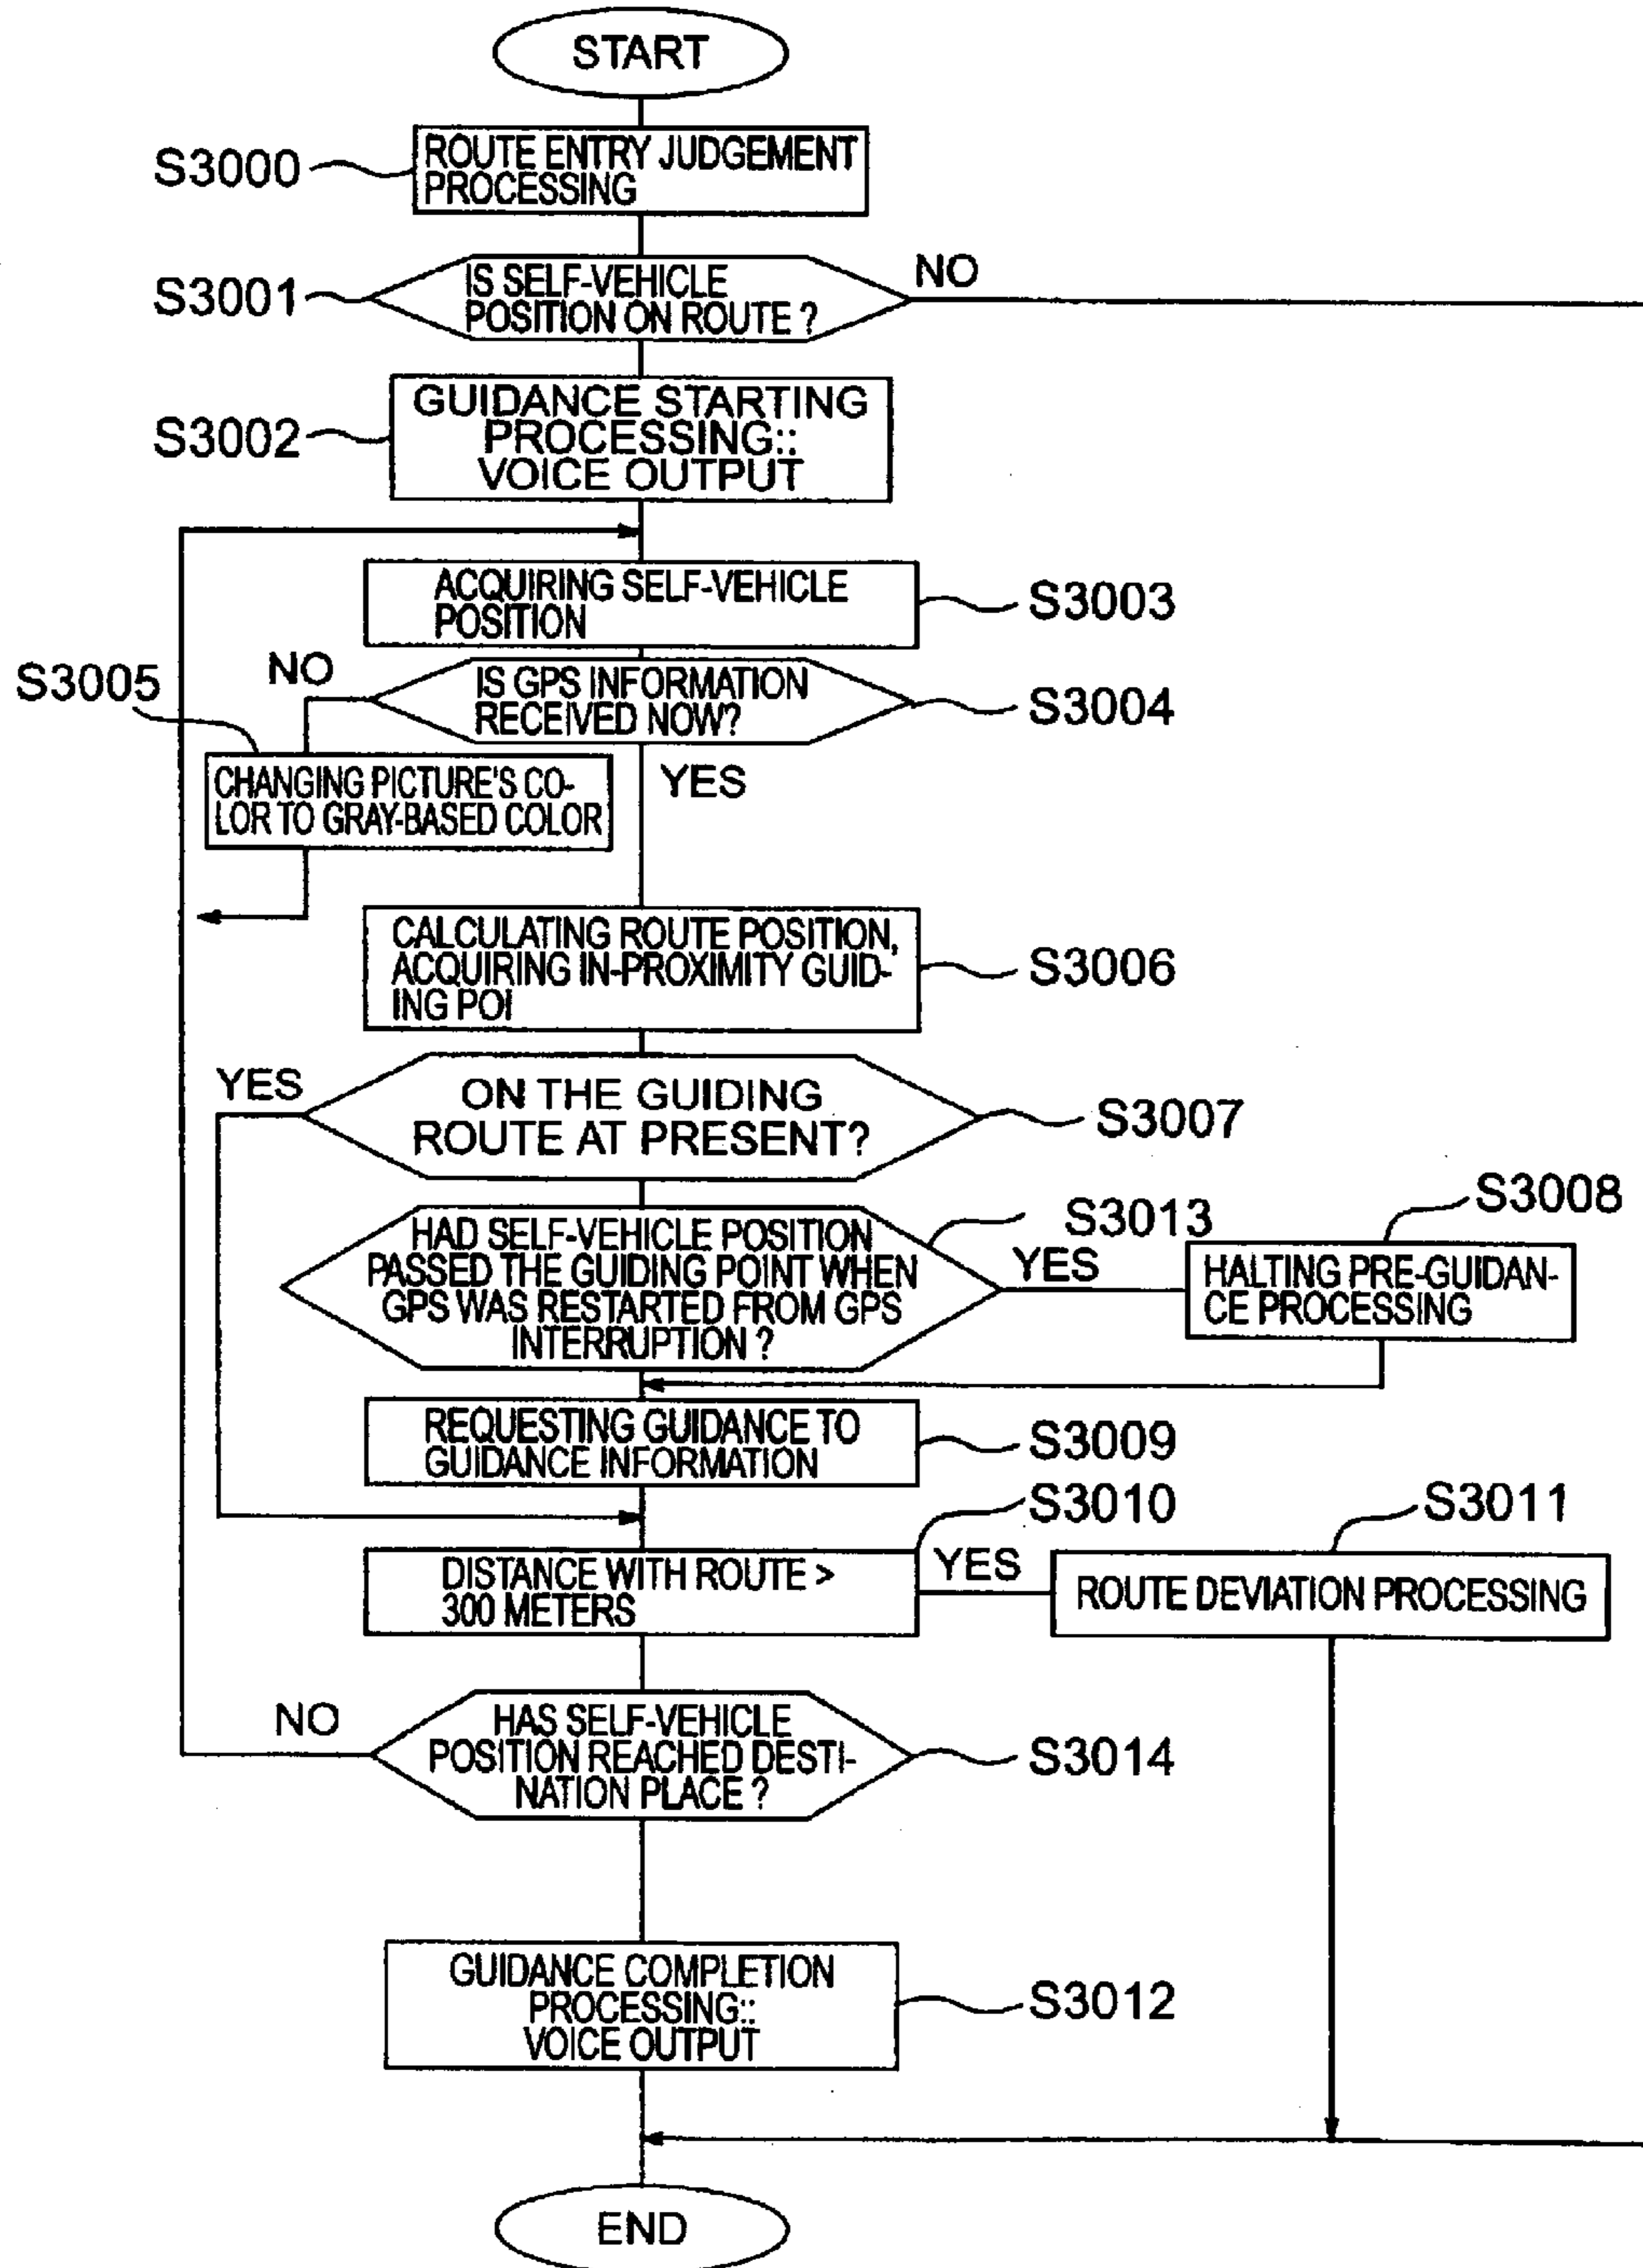 START
S3000
ROUTE ENTRY JUDGEMENT
PROCESSING
S3001
IS SELF-VEHICLE
POSITION ON ROUTE ?
NO
S3002
GUIDANCE STARTING
PROCESSING::
VOICE OUTPUT
ACQUIRING SELF-VEHICLE
POSITION
S3003
S3005
NO
IS GPS INFORMATION
RECEIVED NOW?
S3004
CHANGING PICTURE'S CO-
LOR TO GRAY-BASED COLOR
YES
CALCULATING ROUTE POSITION,
ACQUIRING IN-PROXIMITY GUID-
ING POI
S3006
YES
ON THE GUIDING
ROUTE AT PRESENT?
S3007
HAD SELF-VEHICLE POSITION
PASSED THE GUIDING POINT WHEN
GPS WAS RESTARTED FROM GPS
INTERRUPTION ?
S3013
YES
S3008
HALTING PRE-GUIDAN-
CE PROCESSING
REQUESTING GUIDANCE TO
GUIDANCE INFORMATION
S3009
S3010
DISTANCE WITH ROUTE >
300 METERS
YES
S3011
ROUTE DEVIATION PROCESSING
NO
HAS SELF-VEHICLE
POSITION REACHED DESTI-
NATION PLACE ?
S3014
GUIDANCE COMPLETION
PROCESSING::
VOICE OUTPUT
S3012
END